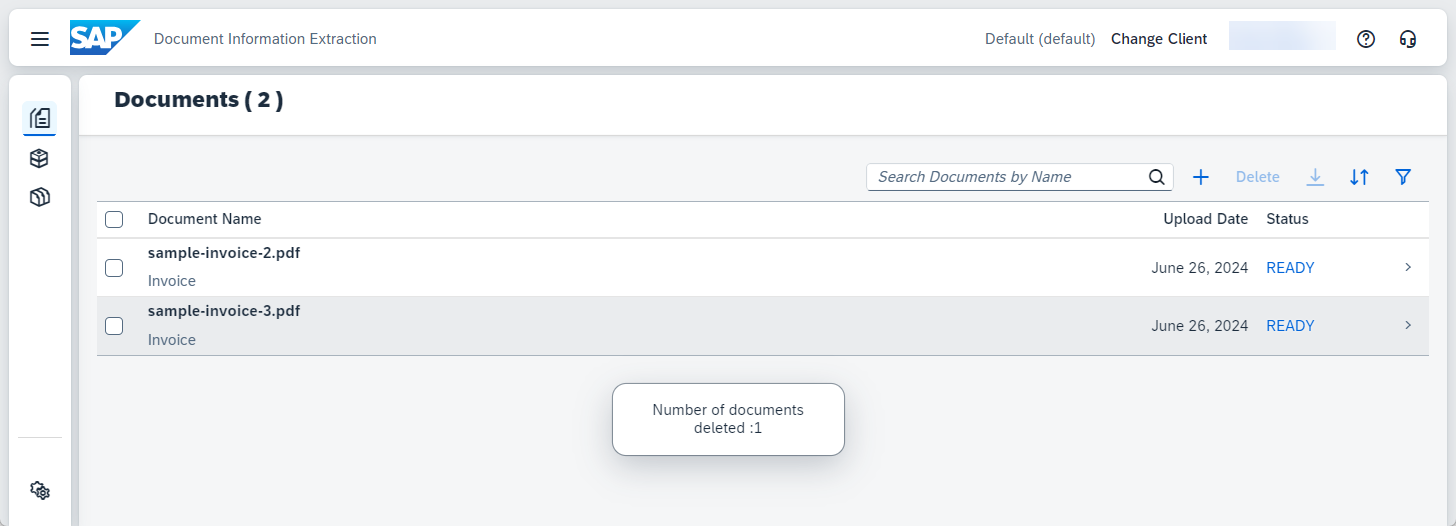 SAP
Document Information Extraction
Default (default)
Change Client
Documents ( 2 )
Search Documents by Name
Delete
Document Name
Upload Date
Status
sample-invoice-2.pdf
Invoice
June 26, 2024
READY
sample-invoice-3.pdf
Invoice
June 26, 2024
READY
Number of documents
deleted :1